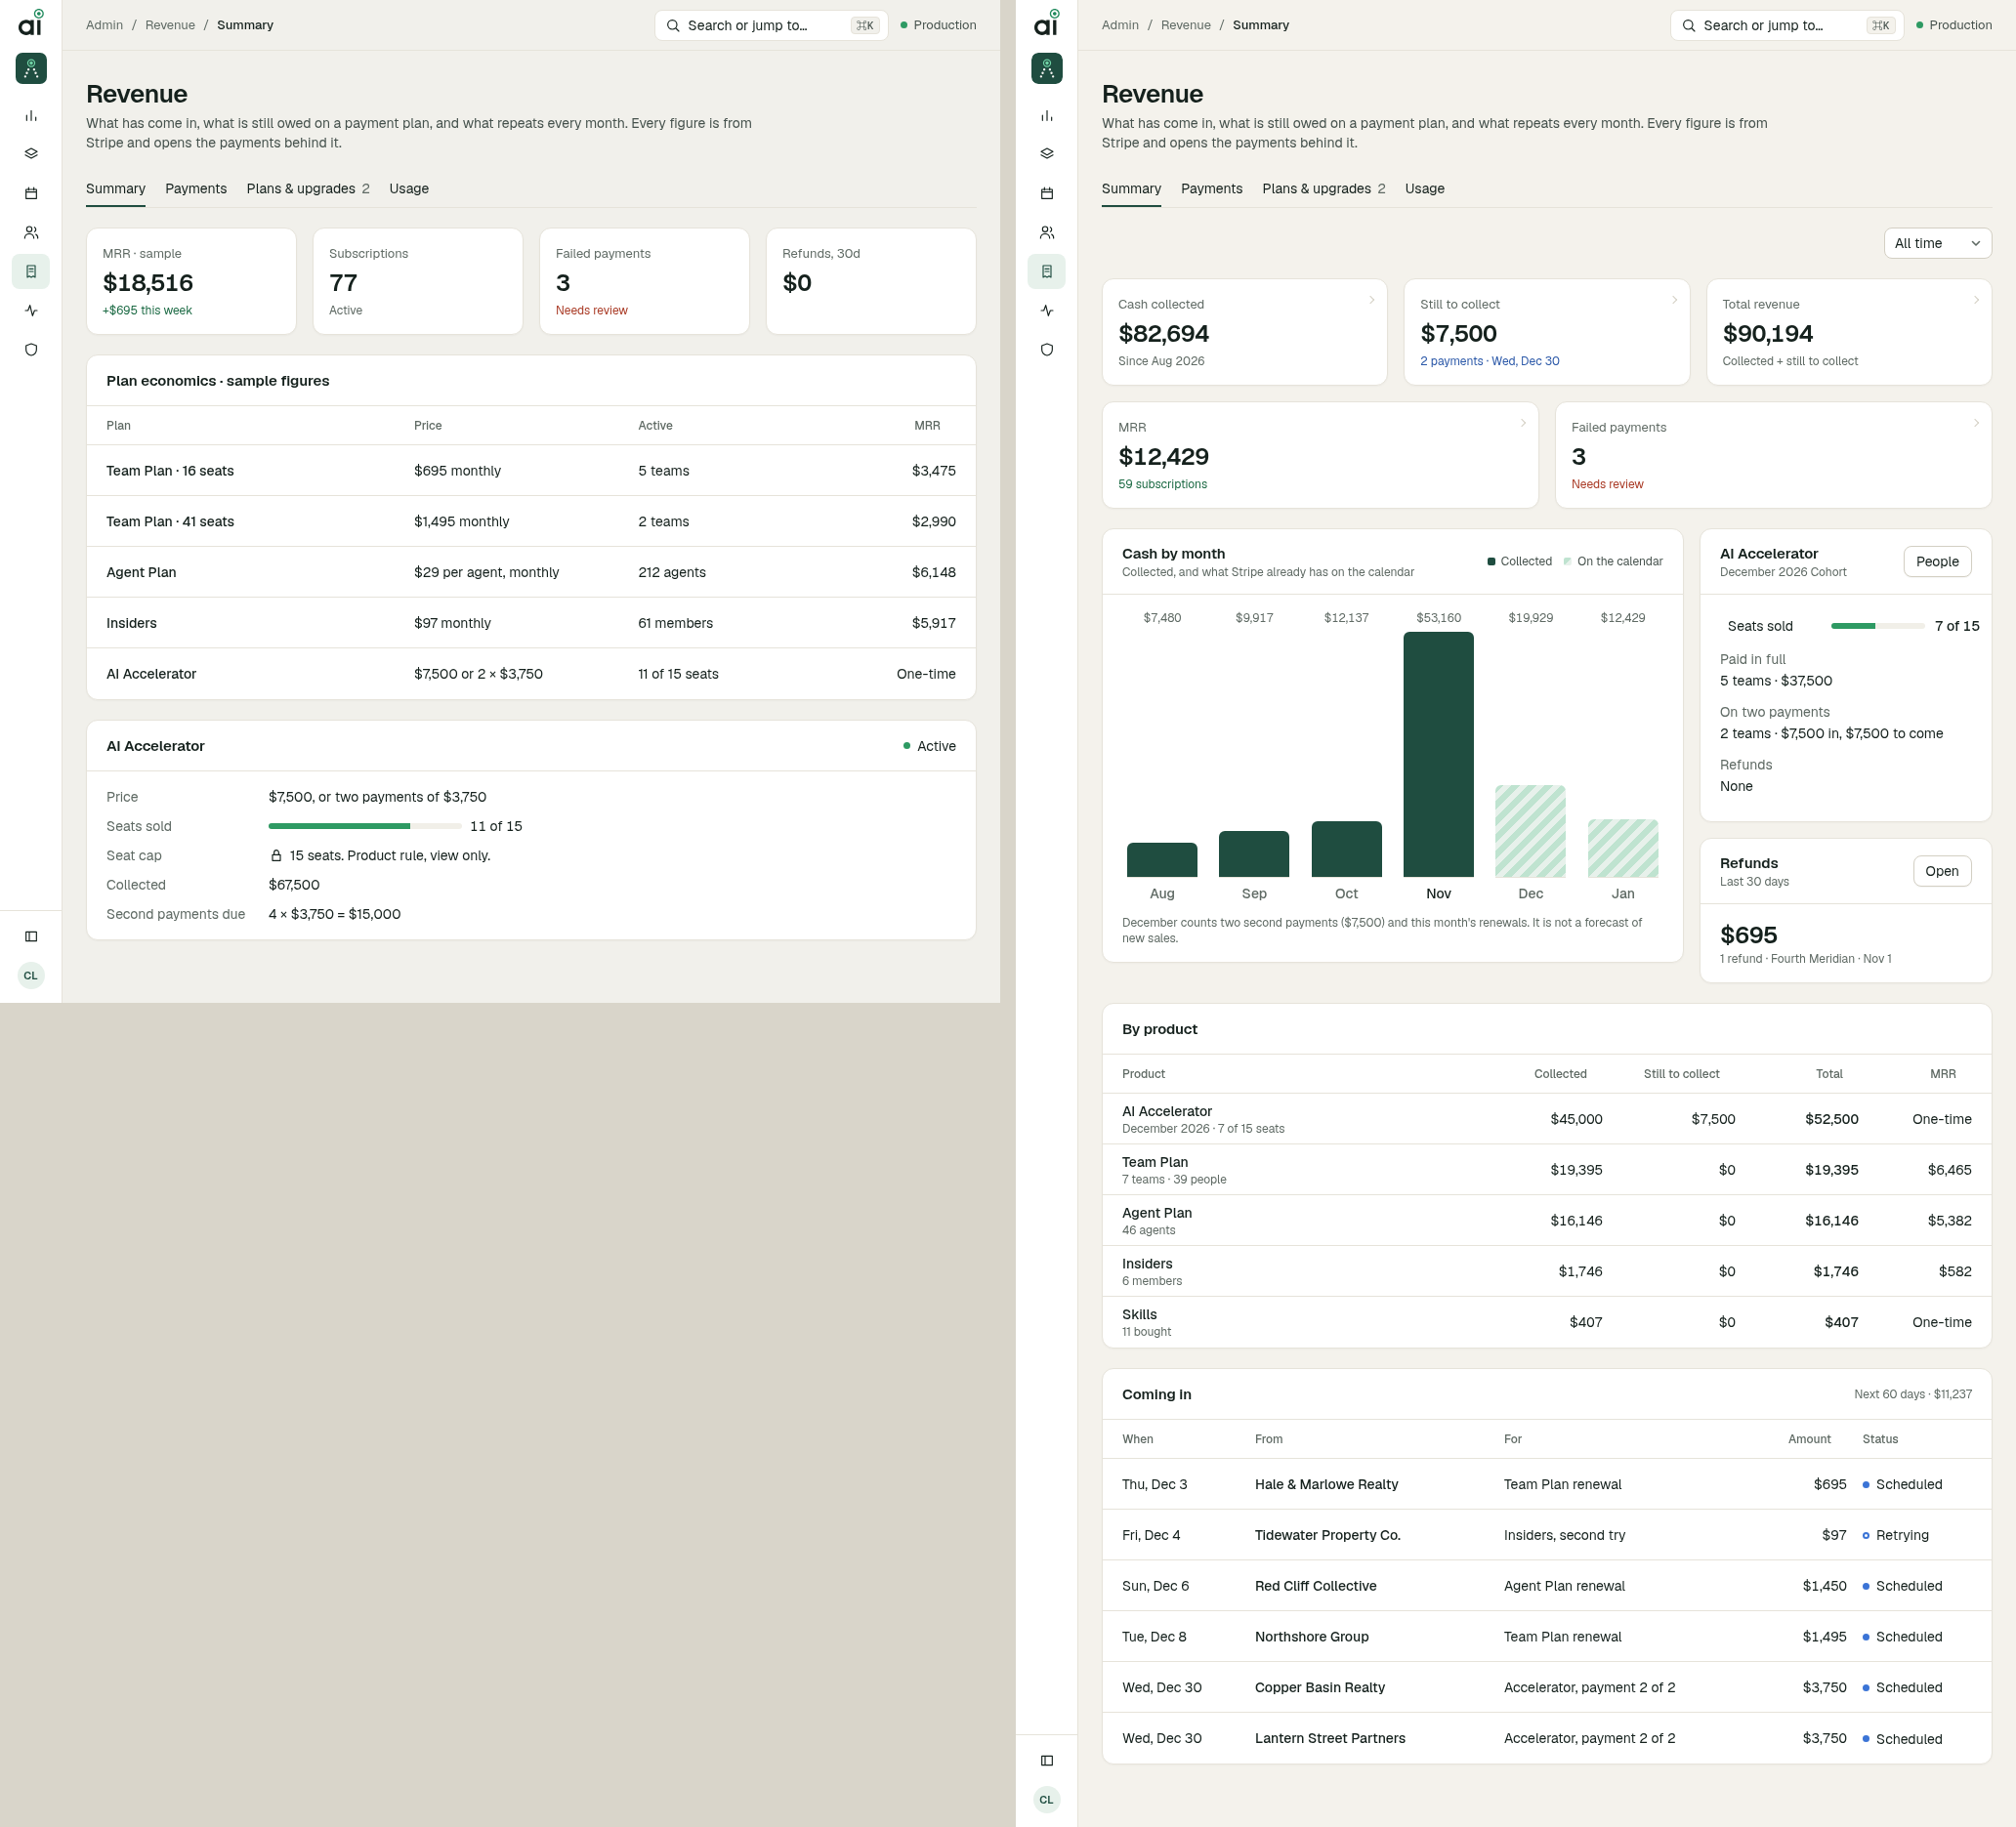 ai
Admin / Revenue / Summary
Search or jump to...
⌘K
Production
Revenue
What has come in, what is still owed on a payment plan, and what repeats every month. Every figure is from
Stripe and opens the payments behind it.
Summary Payments Plans & upgrades 2 Usage
MRR · sample
$18,516
+$695 this week
Subscriptions
77
Active
Failed payments
3
Needs review
Refunds, 30d
$0
Plan economics · sample figures
Plan Price Active MRR
Team Plan · 16 seats $695 monthly 5 teams $3,475
Team Plan · 41 seats $1,495 monthly 2 teams $2,990
Agent Plan $29 per agent, monthly 212 agents $6,148
Insiders $97 monthly 61 members $5,917
AI Accelerator $7,500 or 2 × $3,750 11 of 15 seats One-time
AI Accelerator Active
Price $7,500, or two payments of $3,750
Seats sold 11 of 15
Seat cap 15 seats. Product rule, view only.
Collected $67,500
Second payments due 4 × $3,750 = $15,000
CL
ai
Admin / Revenue / Summary
Search or jump to...
⌘K
Production
Revenue
What has come in, what is still owed on a payment plan, and what repeats every month. Every figure is from
Stripe and opens the payments behind it.
Summary Payments Plans & upgrades 2 Usage
All time
Cash collected
$82,694
Since Aug 2026
Still to collect
$7,500
2 payments · Wed, Dec 30
Total revenue
$90,194
Collected + still to collect
MRR
$12,429
59 subscriptions
Failed payments
3
Needs review
Cash by month
Collected, and what Stripe already has on the calendar
Collected On the calendar
$7,480 $9,917 $12,137 $53,160 $19,929 $12,429
Aug Sep Oct Nov Dec Jan
December counts two second payments ($7,500) and this month's renewals. It is not a forecast of
new sales.
AI Accelerator
December 2026 Cohort
People
Seats sold 7 of 15
Paid in full
5 teams · $37,500
On two payments
2 teams · $7,500 in, $7,500 to come
Refunds
None
Refunds
Last 30 days
Open
$695
1 refund · Fourth Meridian · Nov 1
By product
Product Collected Still to collect Total MRR
AI Accelerator
December 2026 · 7 of 15 seats
$45,000 $7,500 $52,500 One-time
Team Plan
7 teams · 39 people
$19,395 $0 $19,395 $6,465
Agent Plan
46 agents
$16,146 $0 $16,146 $5,382
Insiders
6 members
$1,746 $0 $1,746 $582
Skills
11 bought
$407 $0 $407 One-time
Coming in Next 60 days · $11,237
When From For Amount Status
Thu, Dec 3 Hale & Marlowe Realty Team Plan renewal $695 Scheduled
Fri, Dec 4 Tidewater Property Co. Insiders, second try $97 Retrying
Sun, Dec 6 Red Cliff Collective Agent Plan renewal $1,450 Scheduled
Tue, Dec 8 Northshore Group Team Plan renewal $1,495 Scheduled
Wed, Dec 30 Copper Basin Realty Accelerator, payment 2 of 2 $3,750 Scheduled
Wed, Dec 30 Lantern Street Partners Accelerator, payment 2 of 2 $3,750 Scheduled
CL